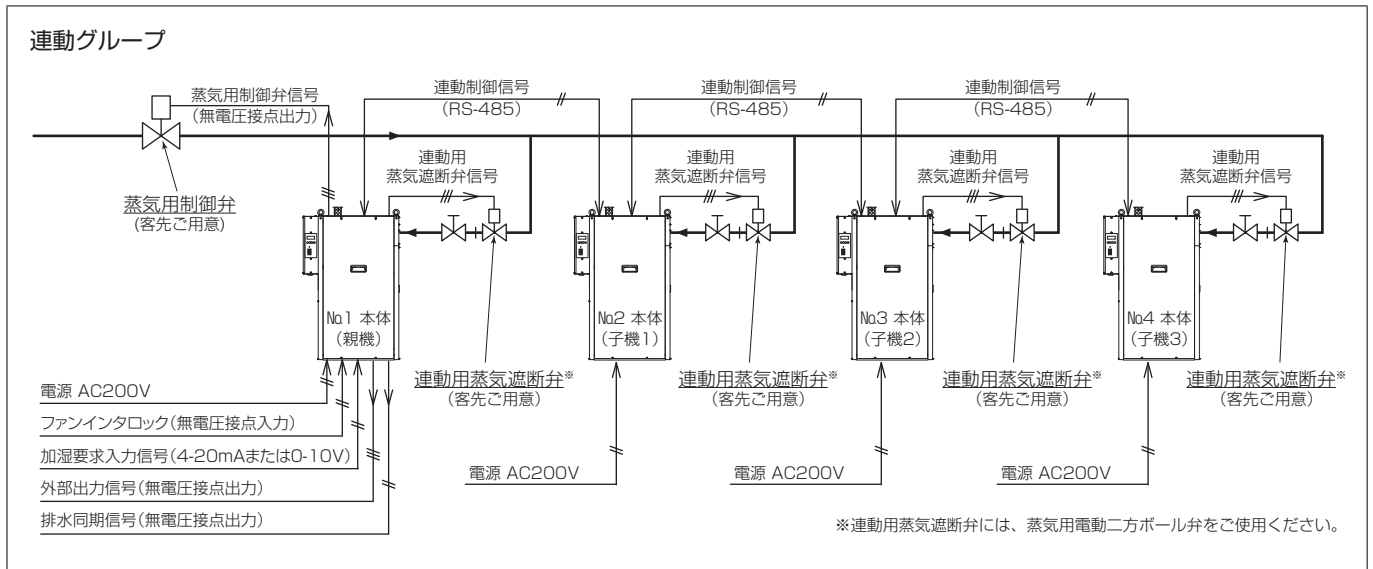 連動グループ
蒸気用制御弁信号
(無電圧接点出力)
連動制御信号
(RS-485)
連動制御信号
(RS-485)
連動制御信号
(RS-485)
連動用
蒸気遮断弁信号
連動用
蒸気遮断弁信号
連動用
蒸気遮断弁信号
連動用
蒸気遮断弁信号
蒸気用制御弁
(客先ご用意)
№1 本体
(親機)
№2 本体
(子機1)
№3 本体
(子機2)
№4 本体
(子機3)
連動用蒸気遮断弁※
(客先ご用意)
連動用蒸気遮断弁※
(客先ご用意)
連動用蒸気遮断弁※
(客先ご用意)
連動用蒸気遮断弁※
(客先ご用意)
電源 AC200V
ファンインタロック(無電圧接点入力)
加湿要求入力信号(4-20mAまたは0-10V)
外部出力信号(無電圧接点出力)
排水同期信号(無電圧接点出力)
電源 AC200V
電源 AC200V
電源 AC200V
※連動用蒸気遮断弁には、蒸気用電動二方ボール弁をご使用ください。